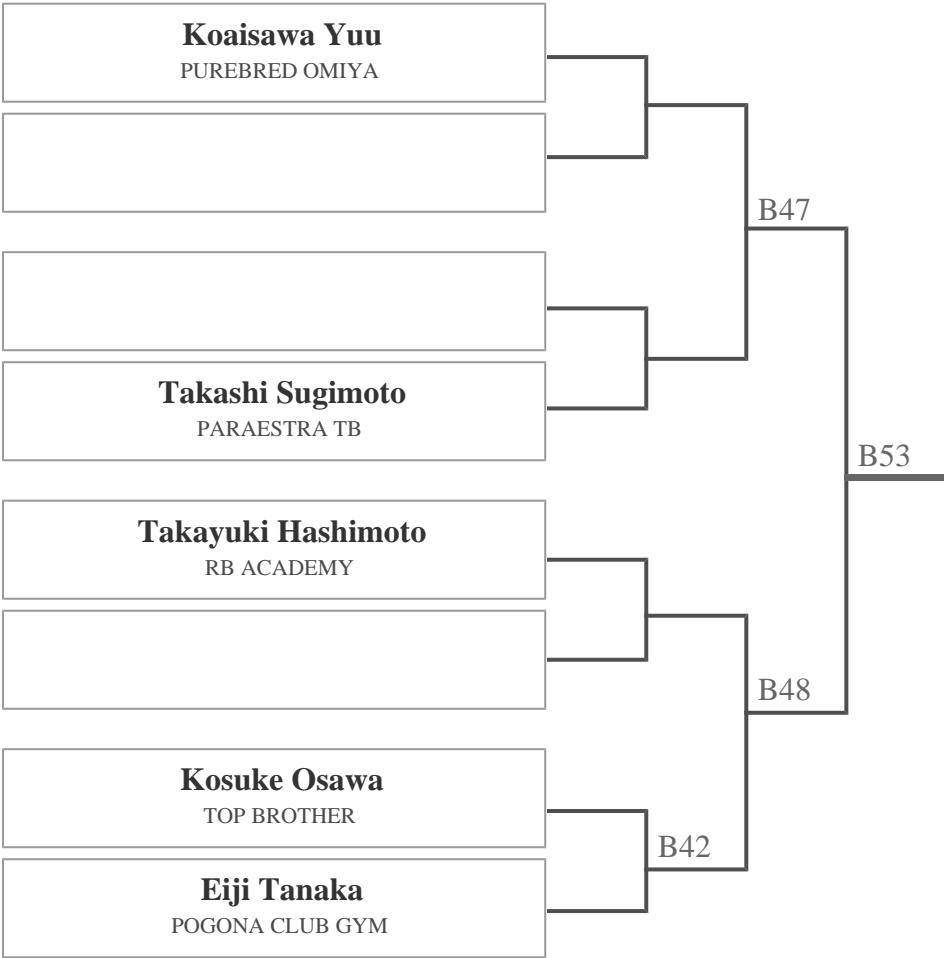 Koaisawa Yuu
PUREBRED OMIYA
B47
Takashi Sugimoto
PARAESTRA TB
B53
Takayuki Hashimoto
RB ACADEMY
B48
Kosuke Osawa
TOP BROTHER
B42
Eiji Tanaka
POGONA CLUB GYM